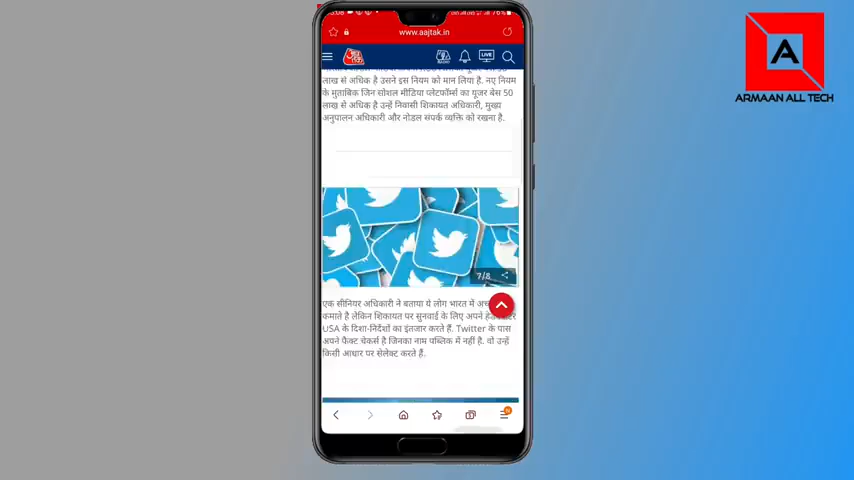 76%
www.aajtak.in
LIVE
A
ARMAAN ALL TECH
लाख से अधिक है उसने इस नियम को मान लिया है. नए नियम
के मुताबिक जिन सोशल मीडिया प्लेटफॉर्म्स का यूजर बेस 50
लाख से अधिक है उन्हें निवासी शिकायत अधिकारी, मुख्य
अनुपालन अधिकारी और नोडल संपर्क व्यक्ति को रखना है.
7/8
एक सीनियर अधिकारी ने बताया ये लोग भारत में
कमाते है लेकिन शिकायत पर सुनवाई के लिए अपने
USA के दिशा-निर्देशों का इंतजार करते हैं. Twitter के पास
अपने फैक्ट चेकर्स है जिनका नाम पब्लिक में नहीं है. वो उन्हें
किसी आधार पर सेलेक्ट करते हैं.